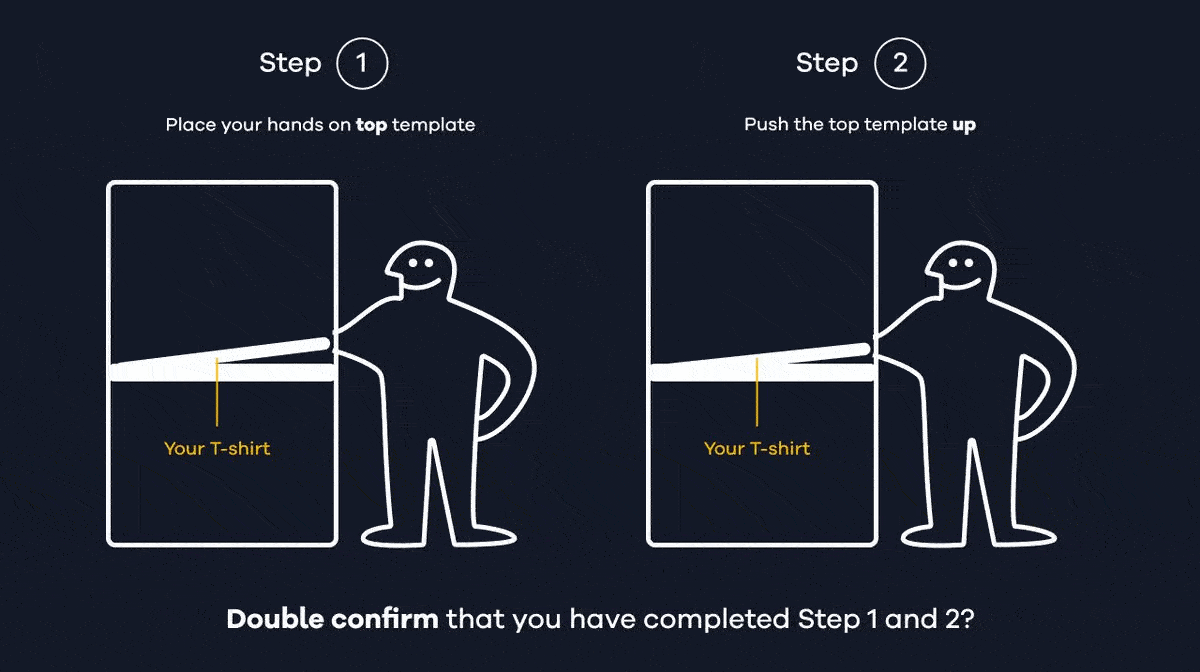 Step 1
Step 2
Place your hands on top template
Push the top template up
Your T-shirt
Your T-shirt
Double confirm that you have completed Step 1 and 2?